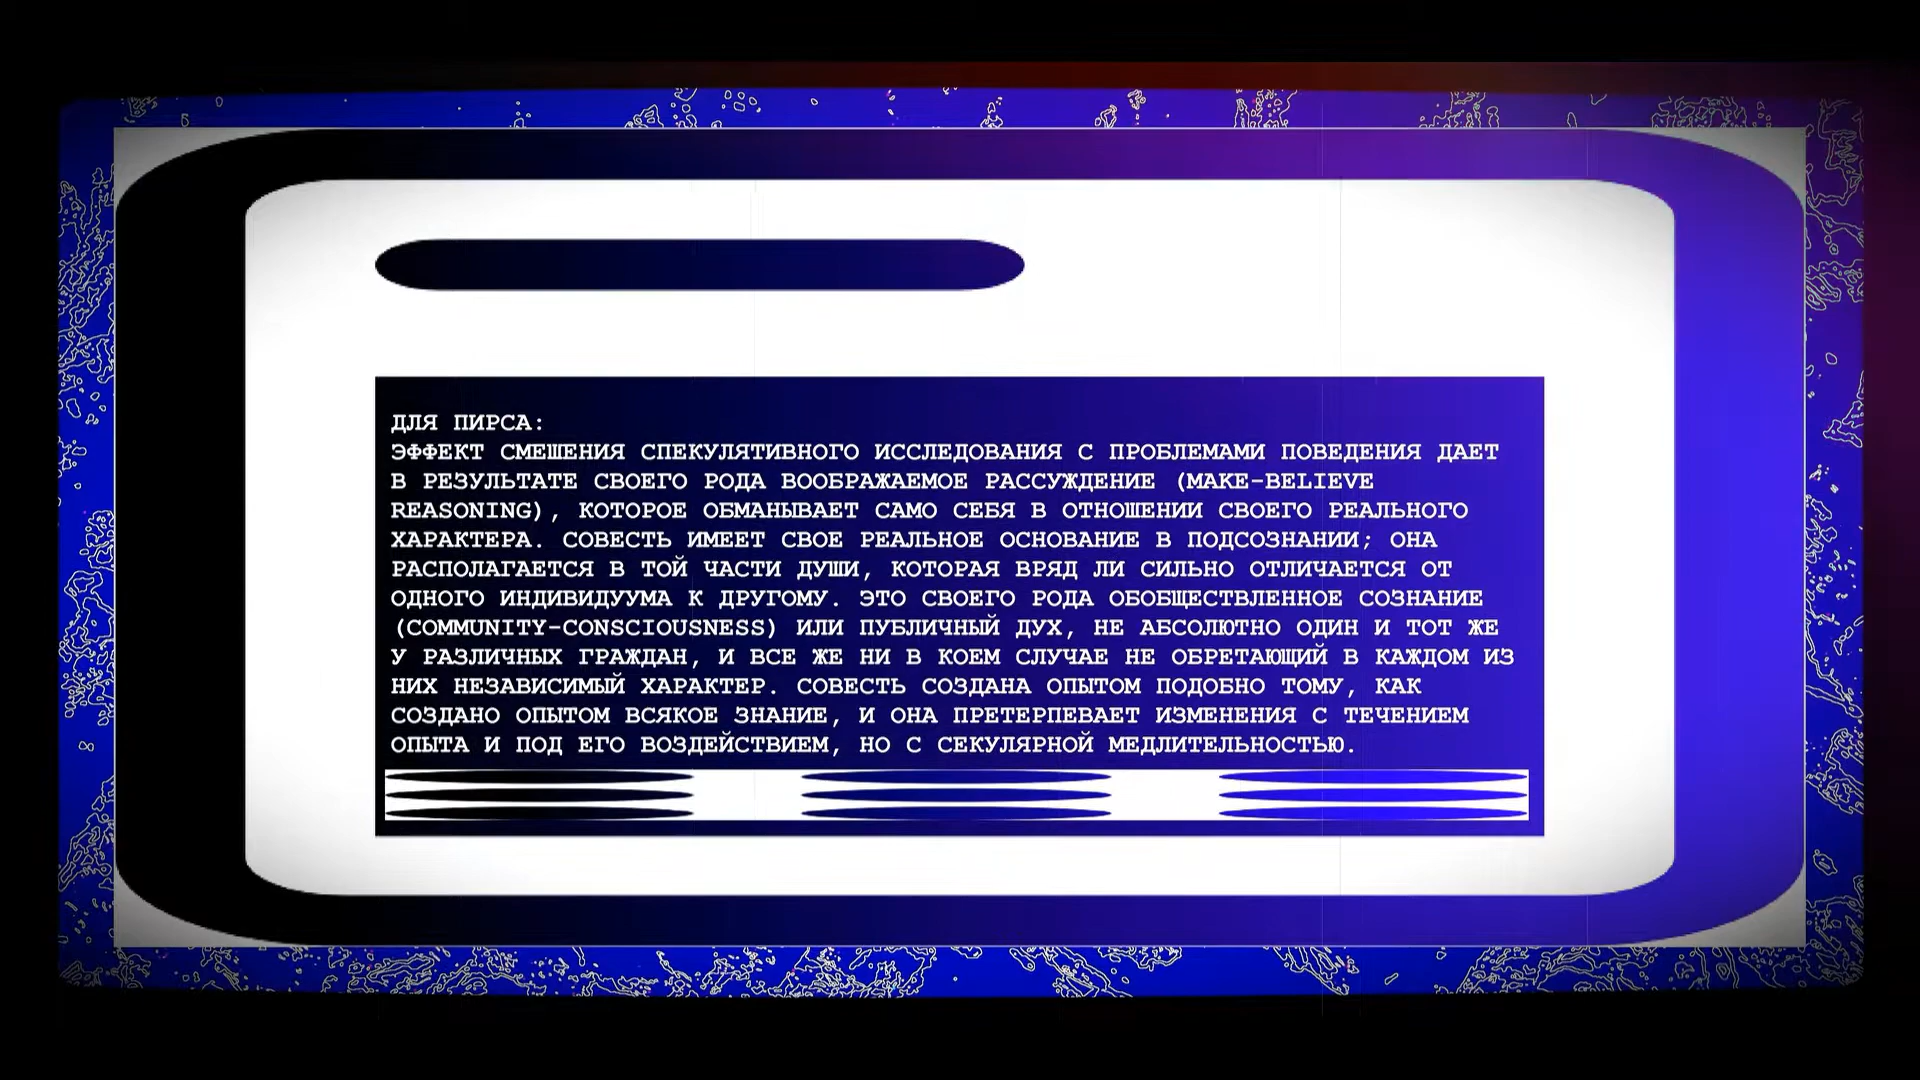 ДЛЯ ПИРСА:
ЭФФЕКТ СМЕШЕНИЯ СПЕКУЛЯТИВНОГО ИССЛЕДОВАНИЯ С ПРОБЛЕМАМИ ПОВЕДЕНИЯ ДАЕТ
В РЕЗУЛЬТАТЕ СВОЕГО РОДА ВООБРАЖАЕМОЕ РАССУЖДЕНИЕ (MAKE-BELIEVE
REASONING), КОТОРОЕ ОБМАНЫВАЕТ САМО СЕБЯ В ОТНОШЕНИИ СВОЕГО РЕАЛЬНОГО
ХАРАКТЕРА. СОВЕСТЬ ИМЕЕТ СВОЕ РЕАЛЬНОЕ ОСНОВАНИЕ В ПОДСОЗНАНИИ; ОНА
РАСПОЛАГАЕТСЯ В ТОЙ ЧАСТИ ДУШИ, КОТОРАЯ ВРЯД ЛИ СИЛЬНО ОТЛИЧАЕТСЯ ОТ
ОДНОГО ИНДИВИДУУМА К ДРУГОМУ. ЭТО СВОЕГО РОДА ОБОБЩЕСТВЛЕННОЕ СОЗНАНИЕ
(COMMUNITY-CONSCIOUSNESS) ИЛИ ПУБЛИЧНЫЙ ДУХ, НЕ АБСОЛЮТНО ОДИН И ТОТ ЖЕ
У РАЗЛИЧНЫХ ГРАЖДАН, И ВСЕ ЖЕ НИ В КОЕМ СЛУЧАЕ НЕ ОБРЕТАЮЩИЙ В КАЖДОМ ИЗ
НИХ НЕЗАВИСИМЫЙ ХАРАКТЕР. СОВЕСТЬ СОЗДАНА ОПЫТОМ ПОДОБНО ТОМУ, КАК
СОЗДАНО ОПЫТОМ ВСЯКОЕ ЗНАНИЕ, И ОНА ПРЕТЕРПЕВАЕТ ИЗМЕНЕНИЯ С ТЕЧЕНИЕМ
ОПЫТА И ПОД ЕГО ВОЗДЕЙСТВИЕМ, НО С СЕКУЛЯРНОЙ МЕДЛИТЕЛЬНОСТЬЮ.